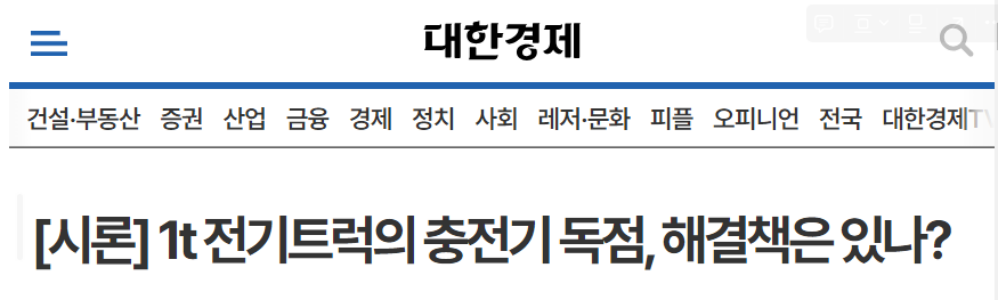 대한경제
건설·부동산 증권 산업 금융 경제 정치 사회 레저·문화 피플 오피니언 전국 대한경제TV
[시론] 1t 전기트럭의 충전기 독점, 해결책은 있나?